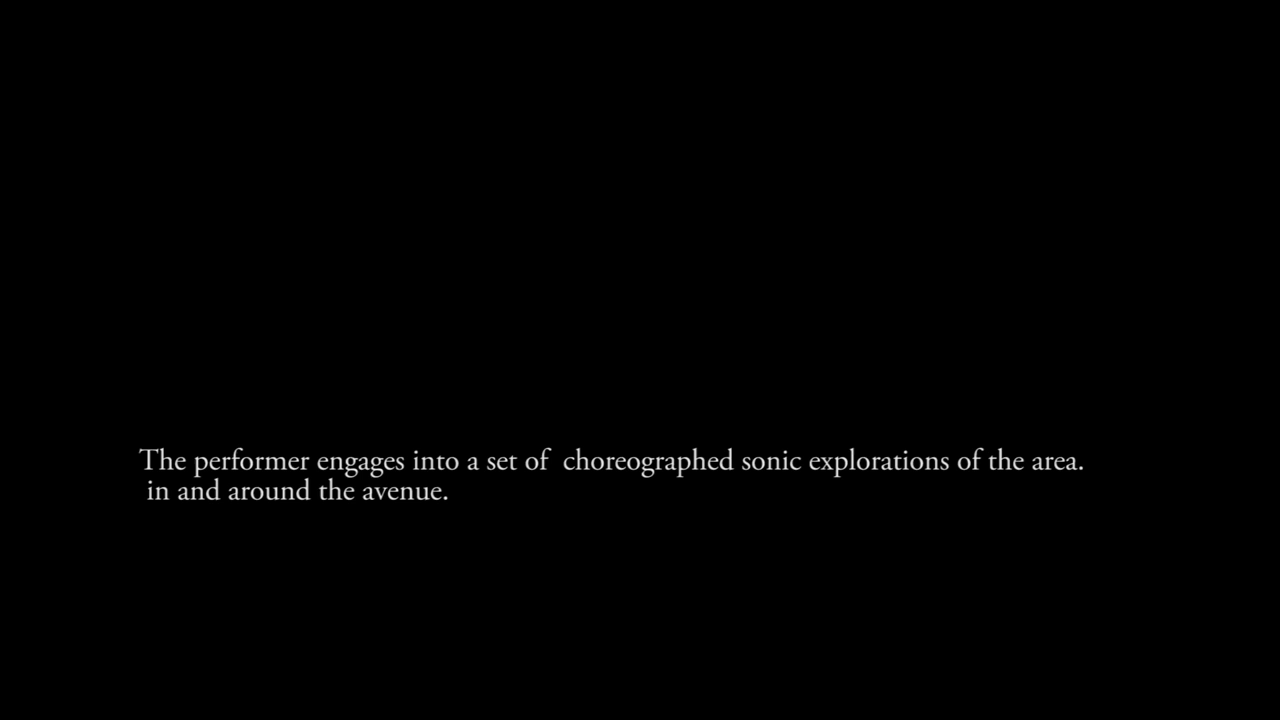 The performer engages into a set of  choreographed sonic explorations of the area.
in and around the avenue.